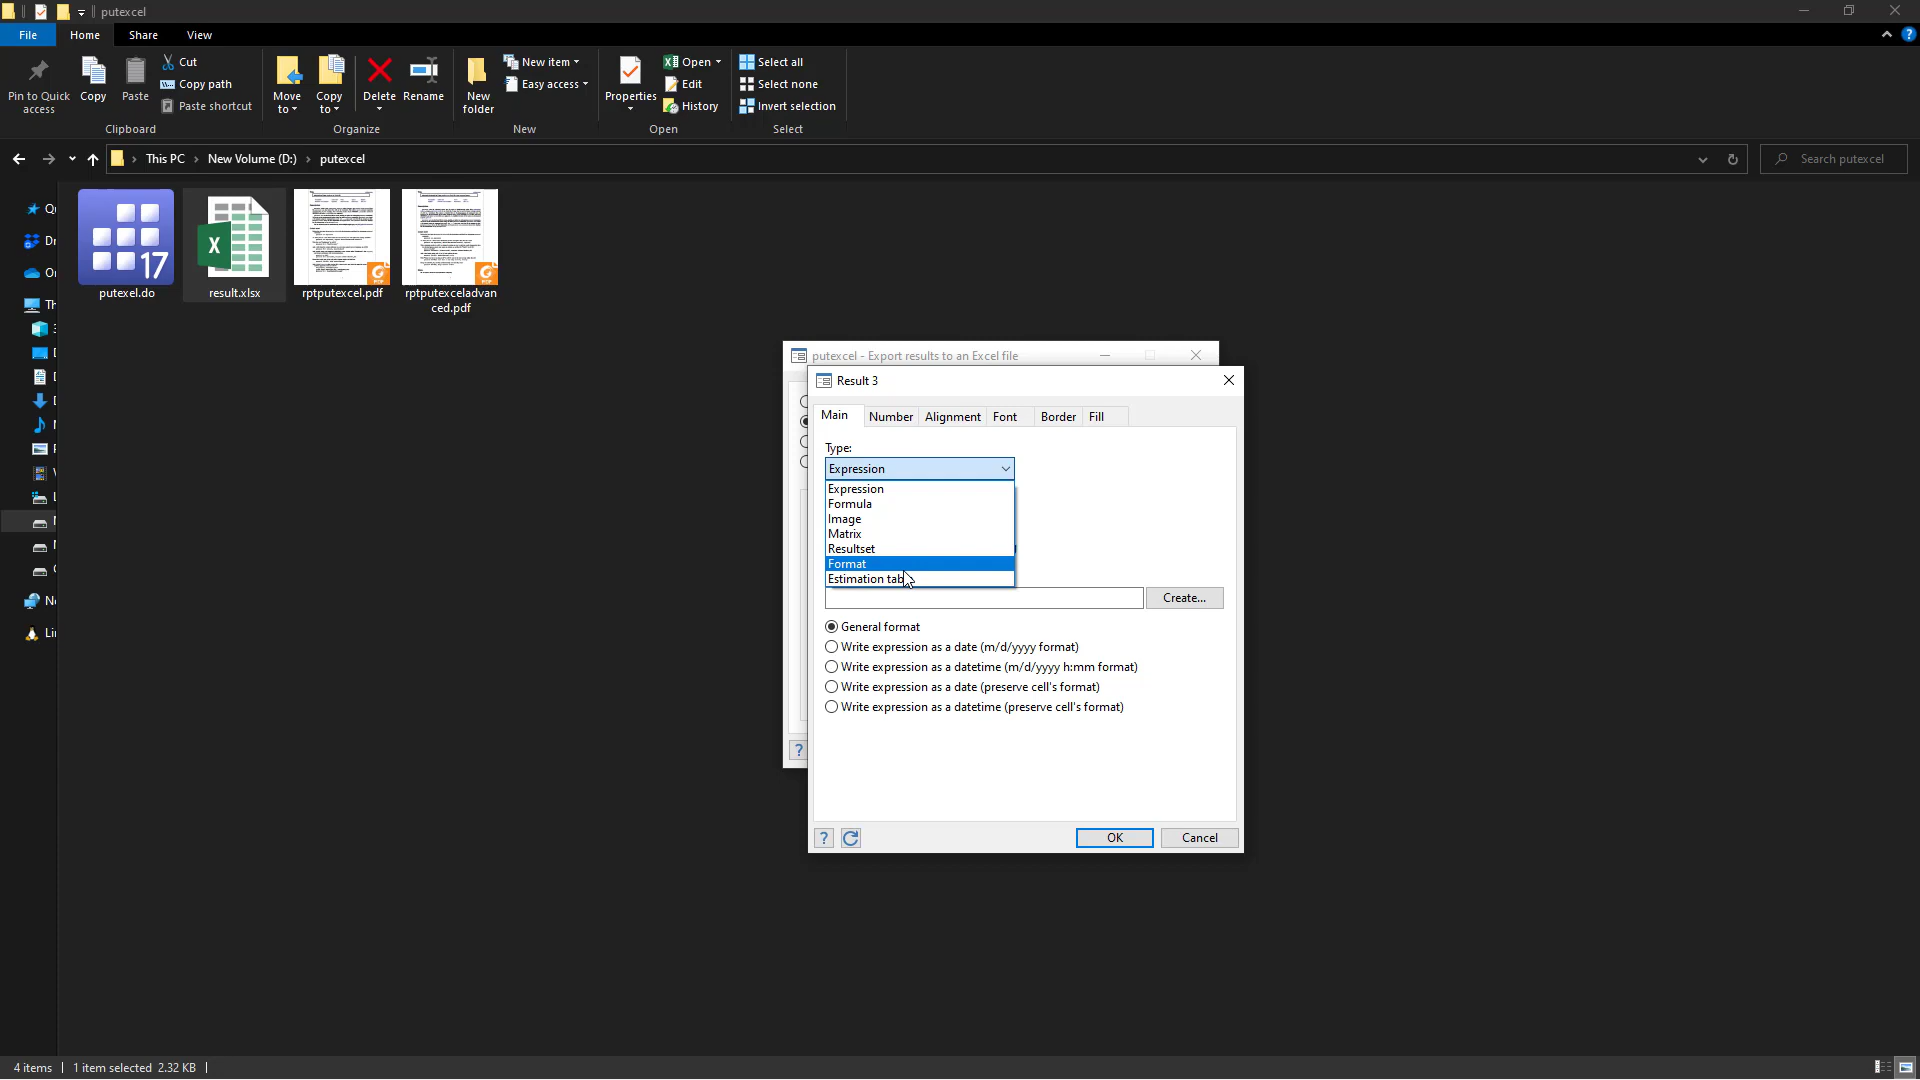 putexcel
File
Home
Share
View
Pin to Quick access
Copy
Paste
Cut
Copy path
Paste shortcut
Clipboard
Move to
Copy to
Delete
Rename
Organize
New folder
New item
Easy access
New
Properties
Open
Edit
History
Open
Select all
Select none
Invert selection
Select
This PC
New Volume (D:)
putexcel
Search putexcel
17
putexel.do
X
result.xlsx
rptputexcel.pdf
rptputexceladvan
ced.pdf
putexcel - Export results to an Excel file
Result 3
Main
Number
Alignment
Font
Border
Fill
Type:
Expression
Expression
Formula
Image
Matrix
Resultset
Format
Estimation tab
Create...
General format
Write expression as a date (m/d/yyyy format)
Write expression as a datetime (m/d/yyyy h:mm format)
Write expression as a date (preserve cell's format)
Write expression as a datetime (preserve cell's format)
OK
Cancel
4 items
1 item selected 2.32 KB